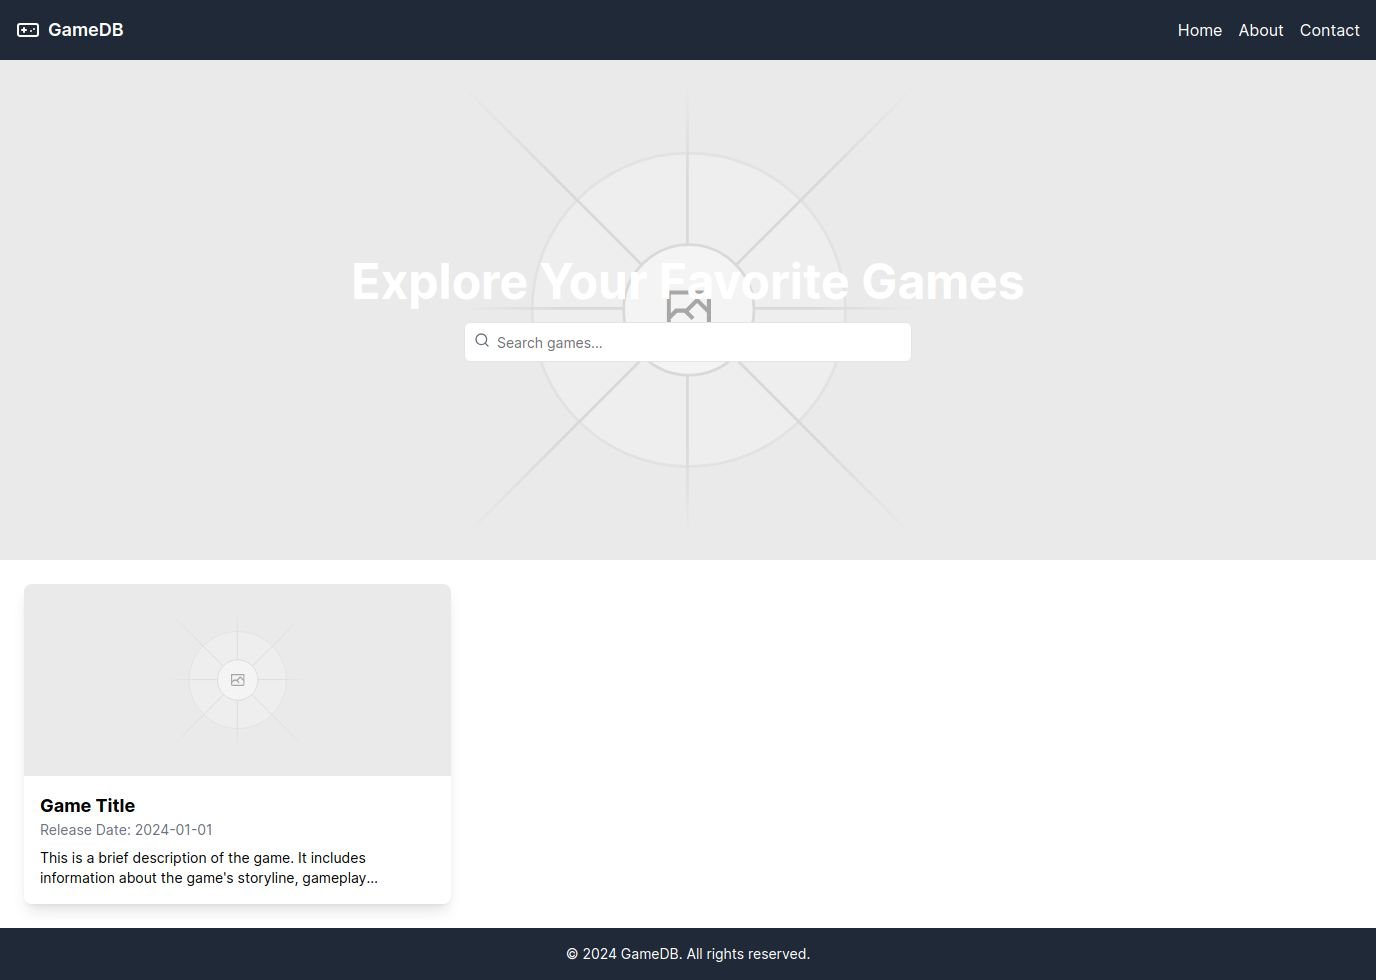 GameDB
Home About Contact
Explore Your Favorite Games
Search games...
Game Title
Release Date: 2024-01-01
This is a brief description of the game. It includes
information about the game's storyline, gameplay...
© 2024 GameDB. All rights reserved.